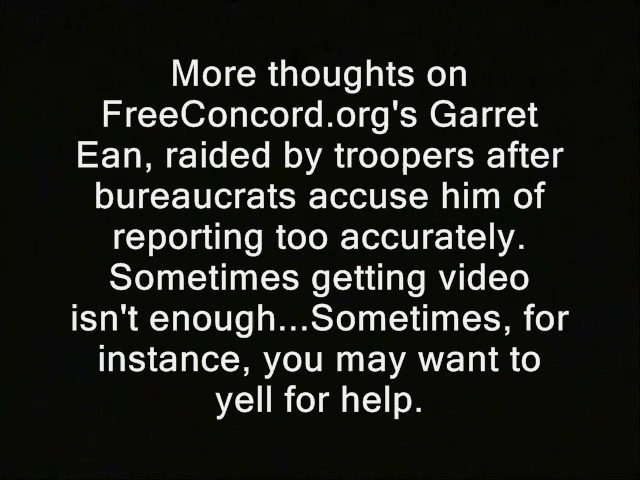 More thoughts on
FreeConcord.org's Garret
Ean, raided by troopers after
bureaucrats accuse him of
reporting too accurately.
Sometimes getting video
isn't enough...Sometimes, for
instance, you may want to
yell for help.